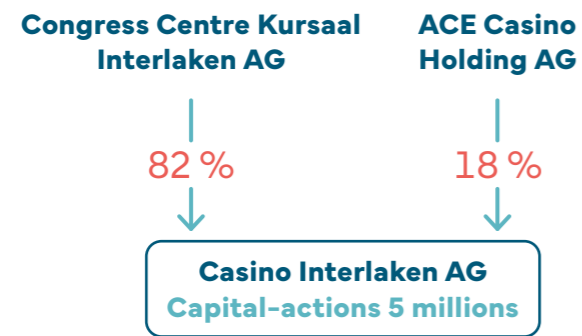 Congress Centre Kursaal
Interlaken AG
ACE Casino
Holding AG
82 %
18 %
Casino Interlaken AG
Capital-actions 5 millions